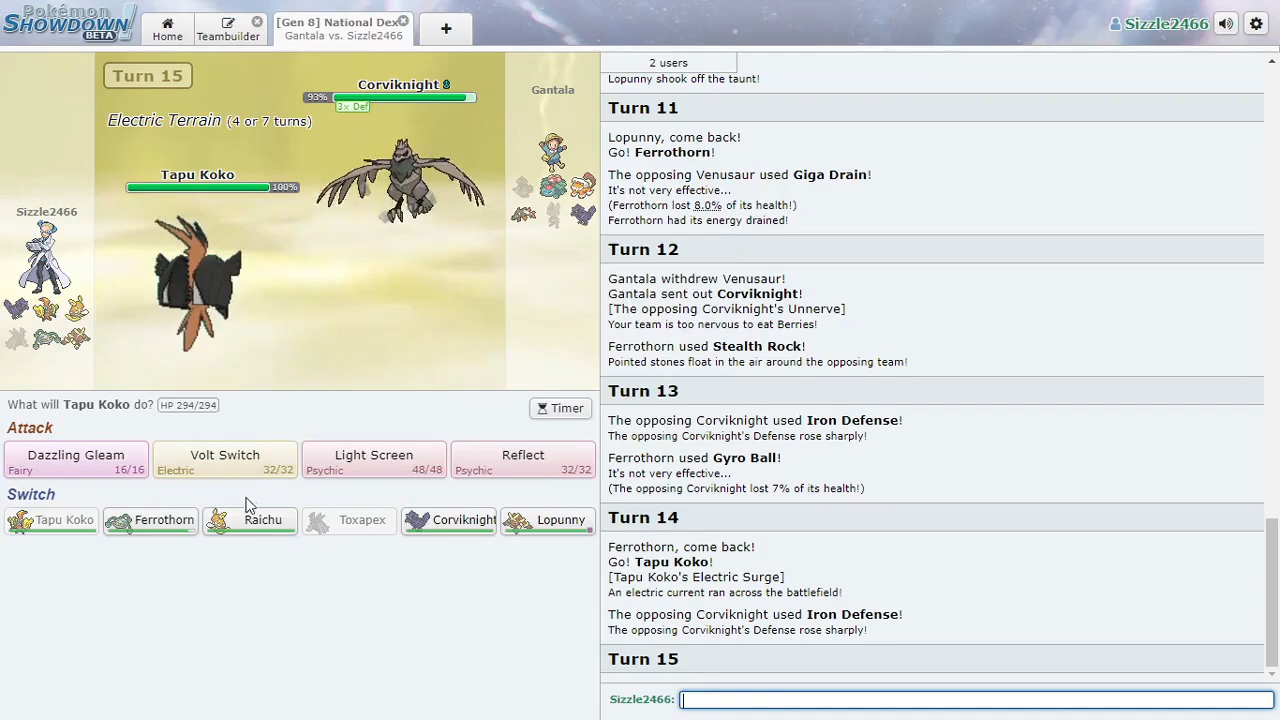 Pokémon
SHOWDOWN!
BETA
Home
Teambuilder
[Gen 8] National Dex
Gantala vs. Sizzle2466
+
Sizzle2466
Turn 15
Corviknight
93%
3× Def
Electric Terrain (4 or 7 turns)
Tapu Koko
100%
Gantala
Sizzle2466
What will Tapu Koko do? HP 294/294
Timer
Attack
Dazzling Gleam
Fairy 16/16
Volt Switch
Electric 32/32
Light Screen
Psychic 48/48
Reflect
Psychic 32/32
Switch
Tapu Koko
Ferrothorn
Raichu
Toxapex
Corviknight
Lopunny
2 users
Lopunny shook off the taunt!
Turn 11
Lopunny, come back!
Go! Ferrothorn!
The opposing Venusaur used Giga Drain!
It's not very effective...
(Ferrothorn lost 8.0% of its health!)
Ferrothorn had its energy drained!
Turn 12
Gantala withdrew Venusaur!
Gantala sent out Corviknight!
[The opposing Corviknight's Unnerve]
Your team is too nervous to eat Berries!
Ferrothorn used Stealth Rock!
Pointed stones float in the air around the opposing team!
Turn 13
The opposing Corviknight used Iron Defense!
The opposing Corviknight's Defense rose sharply!
Ferrothorn used Gyro Ball!
It's not very effective...
(The opposing Corviknight lost 7% of its health!)
Turn 14
Ferrothorn, come back!
Go! Tapu Koko!
[Tapu Koko's Electric Surge]
An electric current ran across the battlefield!
The opposing Corviknight used Iron Defense!
The opposing Corviknight's Defense rose sharply!
Turn 15
Sizzle2466: